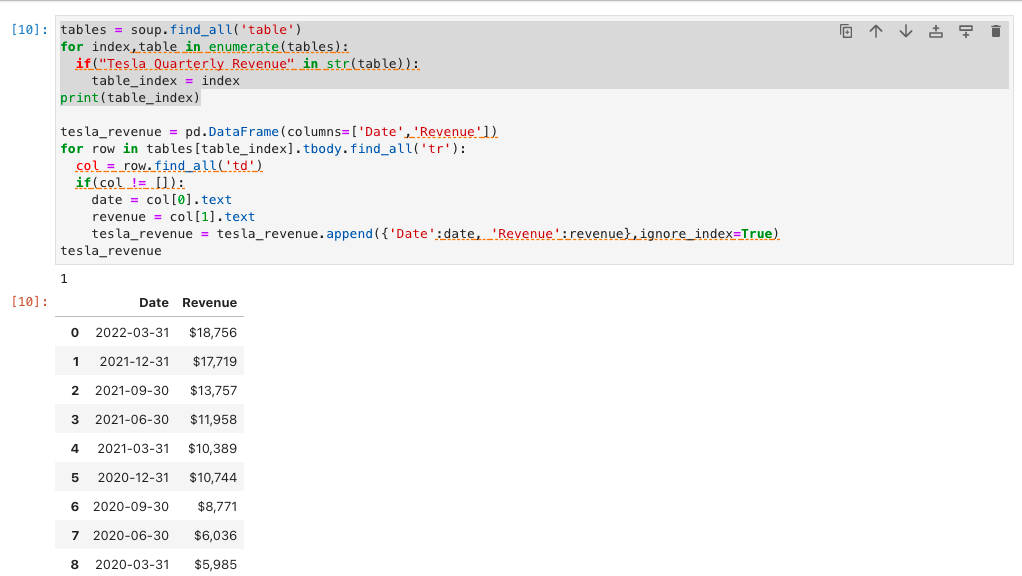 [10]: tables = soup.find_all('table')
for index,table in enumerate(tables):
  if("Tesla Quarterly Revenue" in str(table)):
    table_index = index
print(table_index)

tesla_revenue = pd.DataFrame(columns=['Date','Revenue'])
for row in tables[table_index].tbody.find_all('tr'):
  col = row.find_all('td')
  if(col != []):
    date = col[0].text
    revenue = col[1].text
    tesla_revenue = tesla_revenue.append({'Date':date, 'Revenue':revenue},ignore_index=True)
tesla_revenue
1
[10]: Date Revenue
0 2022-03-31 $18,756
1 2021-12-31 $17,719
2 2021-09-30 $13,757
3 2021-06-30 $11,958
4 2021-03-31 $10,389
5 2020-12-31 $10,744
6 2020-09-30 $8,771
7 2020-06-30 $6,036
8 2020-03-31 $5,985